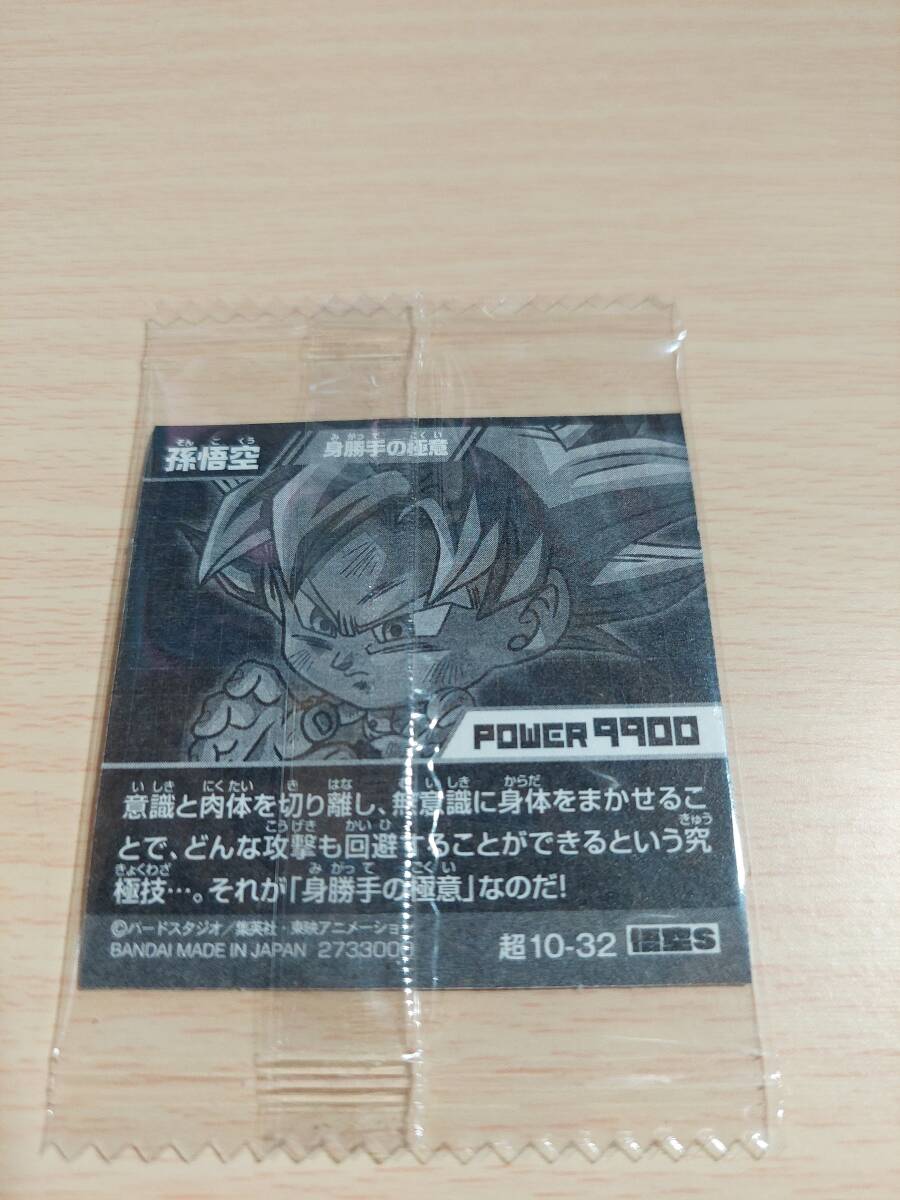 孫悟空
身勝手の極意
POWER 9900
意識と肉体を切り離し、無意識に身体をまかせるこ
とで、どんな攻撃も回避することができるという究
極技…。それが「身勝手の極意」なのだ!
©バードスタジオ/集英社・東映アニメーショ
BANDAI MADE IN JAPAN 273300
超10-32 悟空S